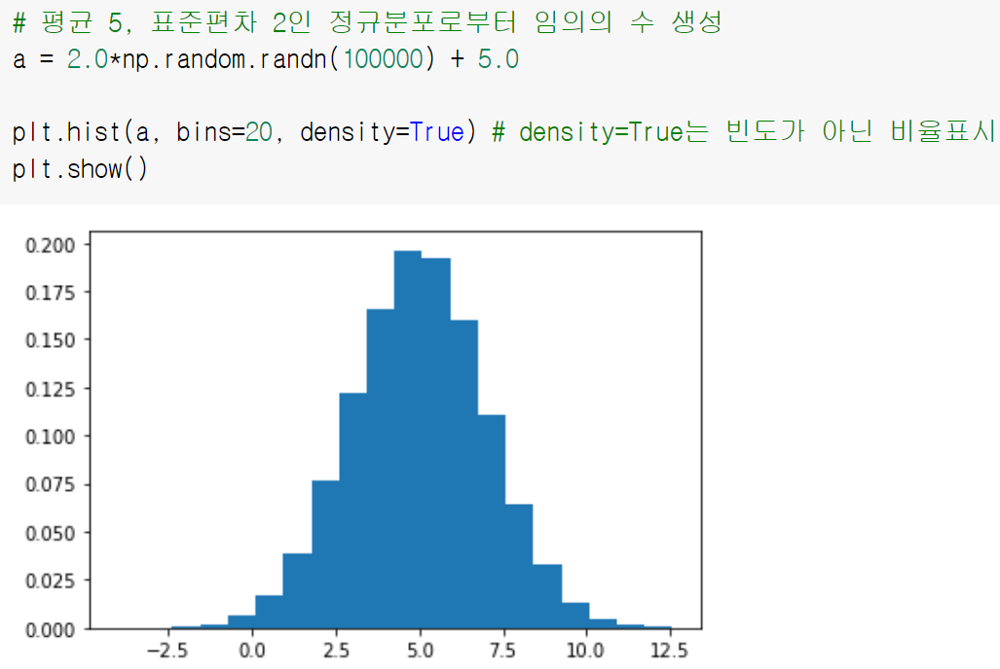 # 평균 5, 표준편차 2인 정규분포로부터 임의의 수 생성
a = 2.0*np.random.randn(100000) + 5.0
plt.hist(a, bins=20, density=True) # density=True는 빈도가 아닌 비율표시
plt.show()
0.200
0.175
0.150
0.125
0.100
0.075
0.050
0.025
0.000
−2.5 0.0 2.5 5.0 7.5 10.0 12.5